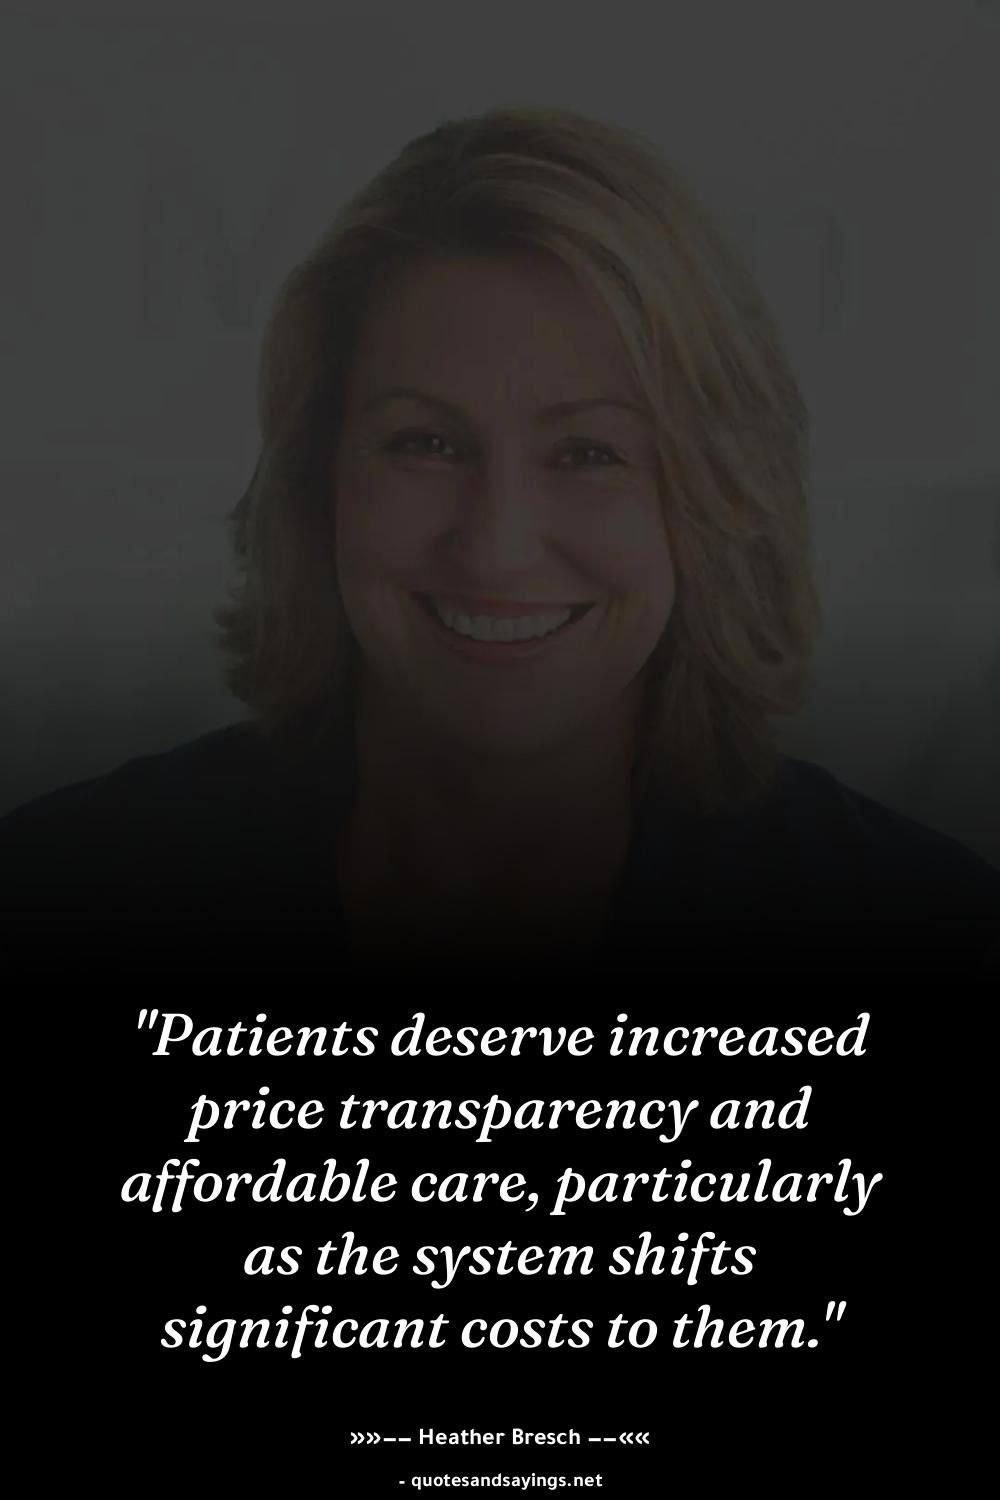 "Patients deserve increased
price transparency and
affordable care, particularly
as the system shifts
significant costs to them."
»»–– Heather Bresch ––««
- quotesandsayings.net